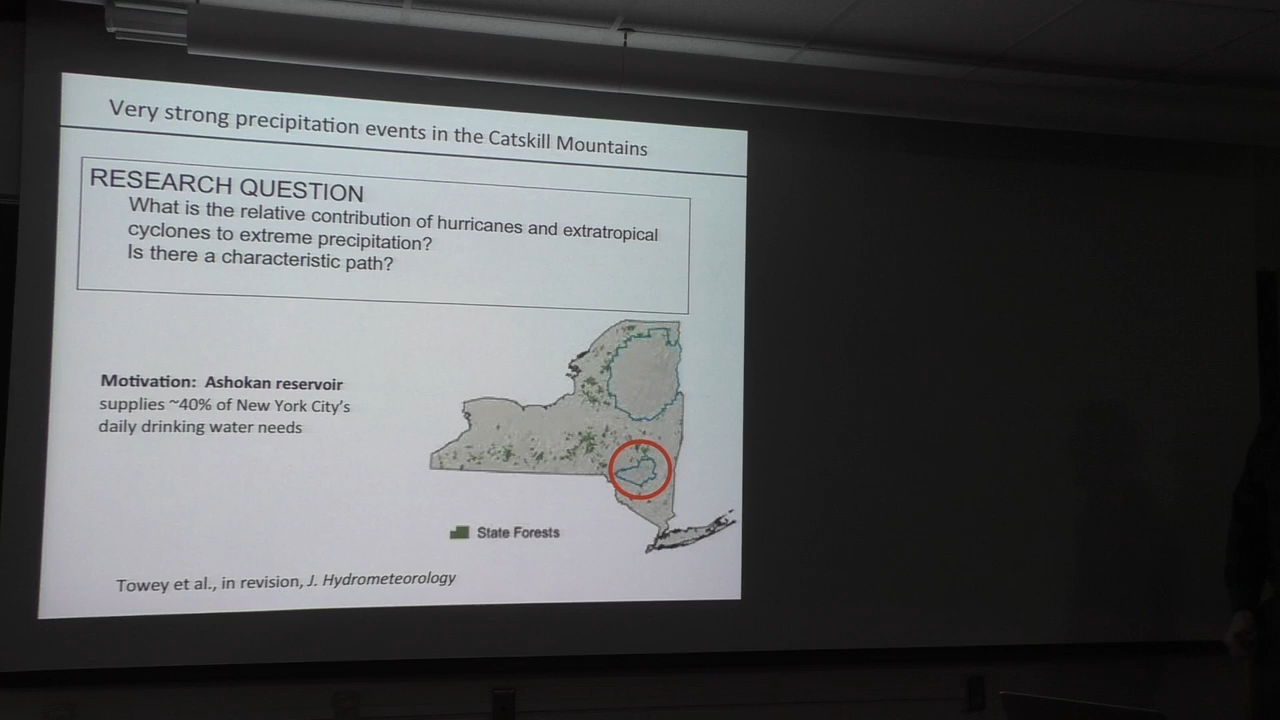 Very strong precipitation events in the Catskill Mountains
RESEARCH QUESTION
What is the relative contribution of hurricanes and extratropical
cyclones to extreme precipitation?
Is there a characteristic path?
Motivation: Ashokan reservoir
supplies ~40% of New York City's
daily drinking water needs
State Forests
Towey et al., in revision, J. Hydrometeorology